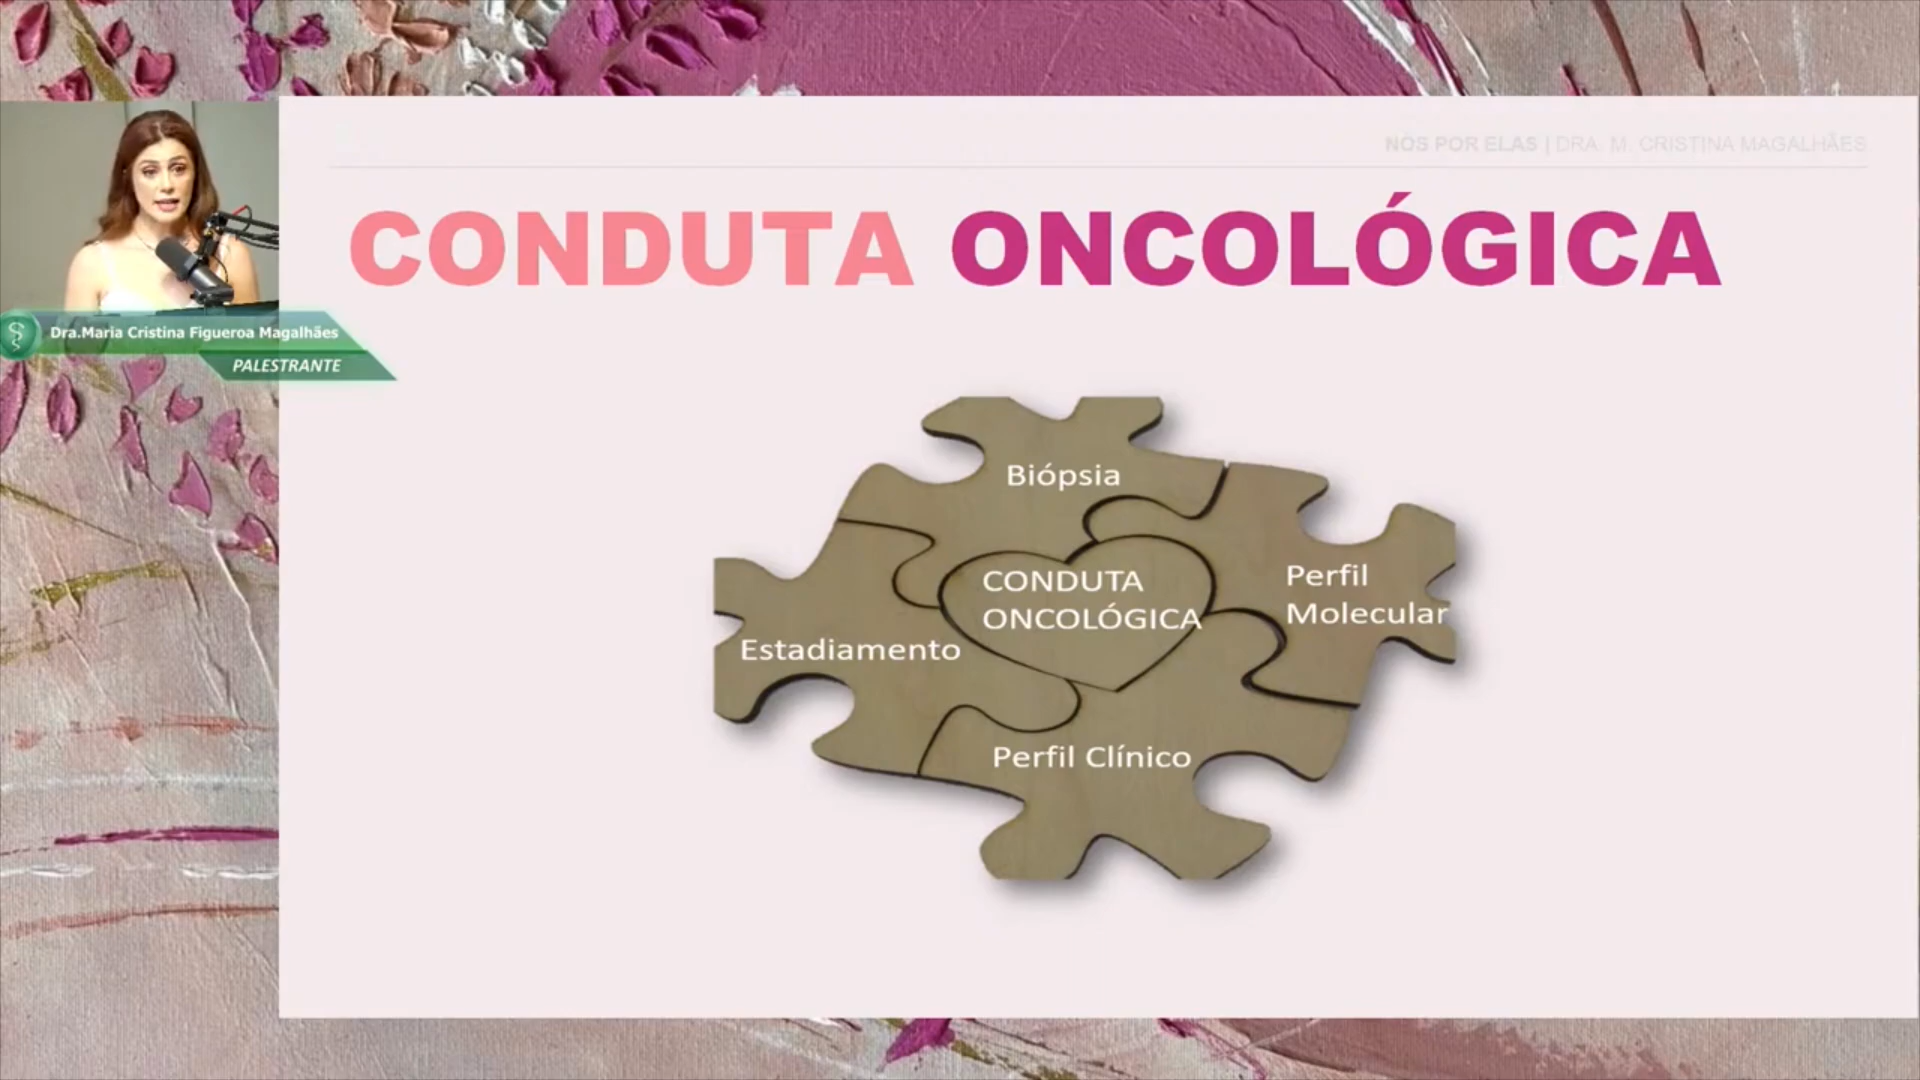 NÓS POR ELAS | DRA. M. CRISTINA MAGALHÃES
CONDUTA ONCOLÓGICA
Dra.Maria Cristina Figueroa Magalhães
PALESTRANTE
Biópsia
CONDUTA
ONCOLÓGICA
Perfil
Molecular
Estadiamento
Perfil Clínico